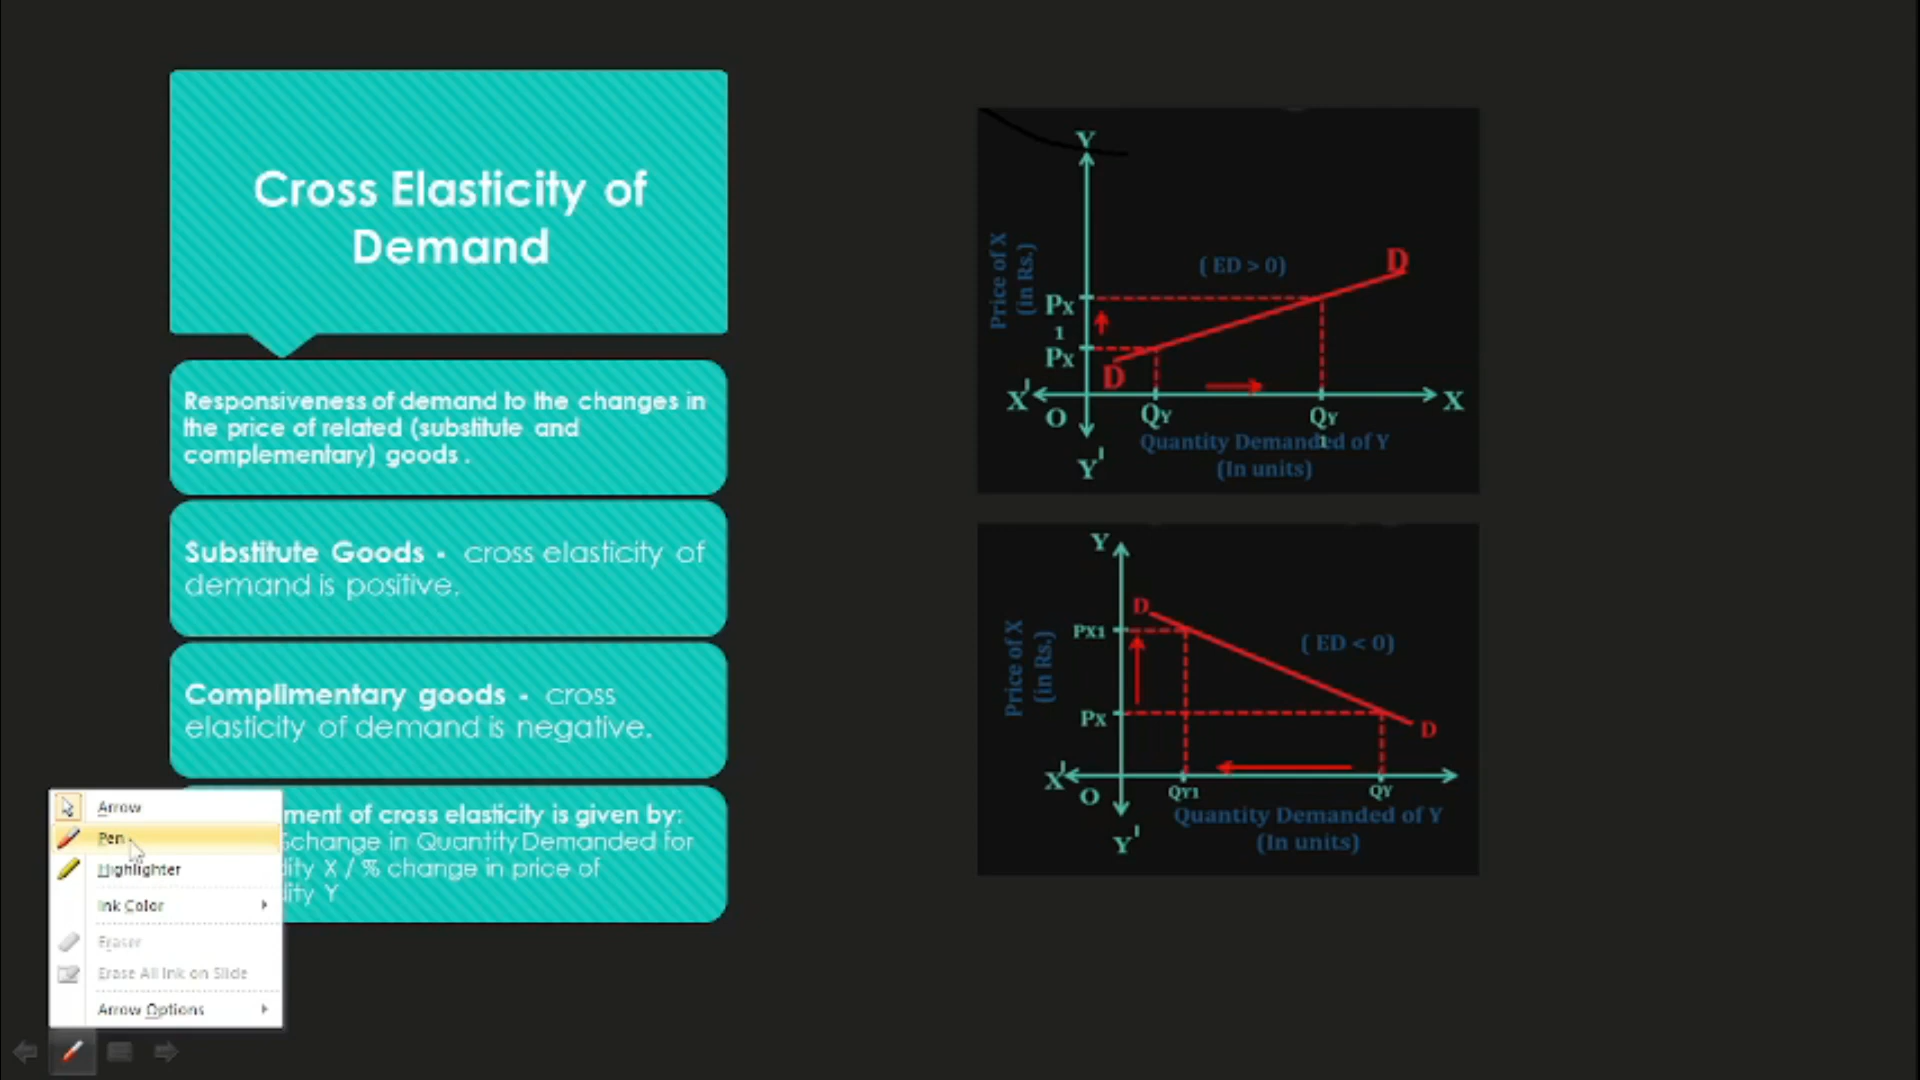 Cross Elasticity of
Demand
Responsiveness of demand to the changes in
the price of related (substitute and
complementary) goods .
Substitute Goods - cross elasticity of
demand is positive.
Complimentary goods - cross
elasticity of demand is negative.
ment of cross elasticity is given by:
change in Quantity Demanded for
ity X / % change in price of
ity Y
Arrow
Pen
Highlighter
Ink Color
Eraser
Erase All Ink on Slide
Arrow Options
Y
Price of X
(in Rs.)
( ED > 0)
D
PX
1
PX
D
X'
O
QY
QY
1
X
Quantity Demanded of Y
(In units)
Y'
Y
D
Price of X
(in Rs.)
PX1
( ED < 0)
PX
D
X'
O
QY1
QY
Quantity Demanded of Y
(In units)
Y'